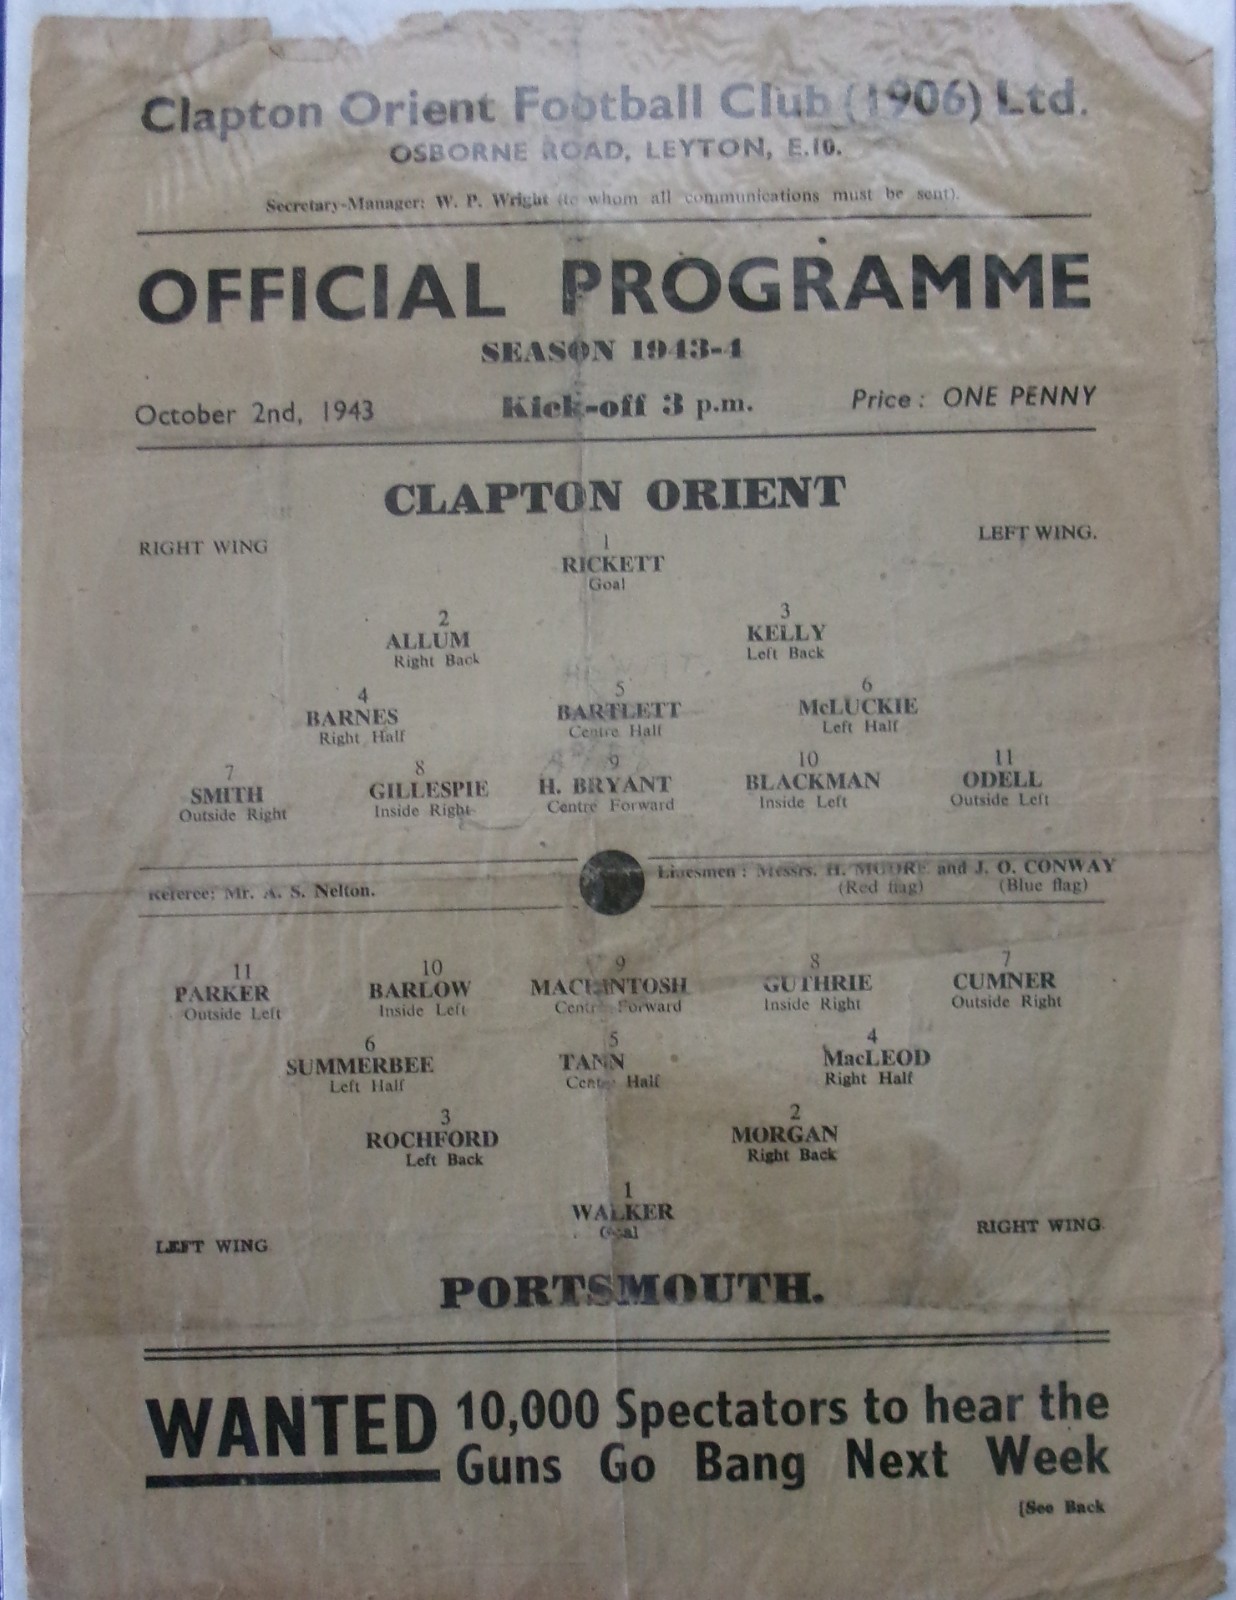 Clapton Orient Football Club (1906) Ltd.
OSBORNE ROAD, LEYTON, E.10.
Secretary-Manager: W. P. Wright (to whom all communications must be sent).
OFFICIAL PROGRAMME
SEASON 1943-4
October 2nd, 1943 Kick-off 3 p.m. Price: ONE PENNY
CLAPTON ORIENT
RIGHT WING LEFT WING.
1
RICKETT
Goal
2 3
ALLUM KELLY
Right Back Left Back
4 5 6
BARNES BARTLETT McLUCKIE
Right Half Centre Half Left Half
7 8 9 10 11
SMITH GILLESPIE H. BRYANT BLACKMAN ODELL
Outside Right Inside Right Centre Forward Inside Left Outside Left
Referee: Mr. A. S. Nelton. Linesmen: Messrs. H. MOORE and J. O. CONWAY
(Red flag) (Blue flag)
11 10 9 8 7
PARKER BARLOW MACKINTOSH GUTHRIE CUMNER
Outside Left Inside Left Centre Forward Inside Right Outside Right
6 5 4
SUMMERBEE TANN MacLEOD
Left Half Centre Half Right Half
3 2
ROCHFORD MORGAN
Left Back Right Back
1
WALKER
Goal
LEFT WING RIGHT WING
PORTSMOUTH.
WANTED 10,000 Spectators to hear the
Guns Go Bang Next Week
[See Back